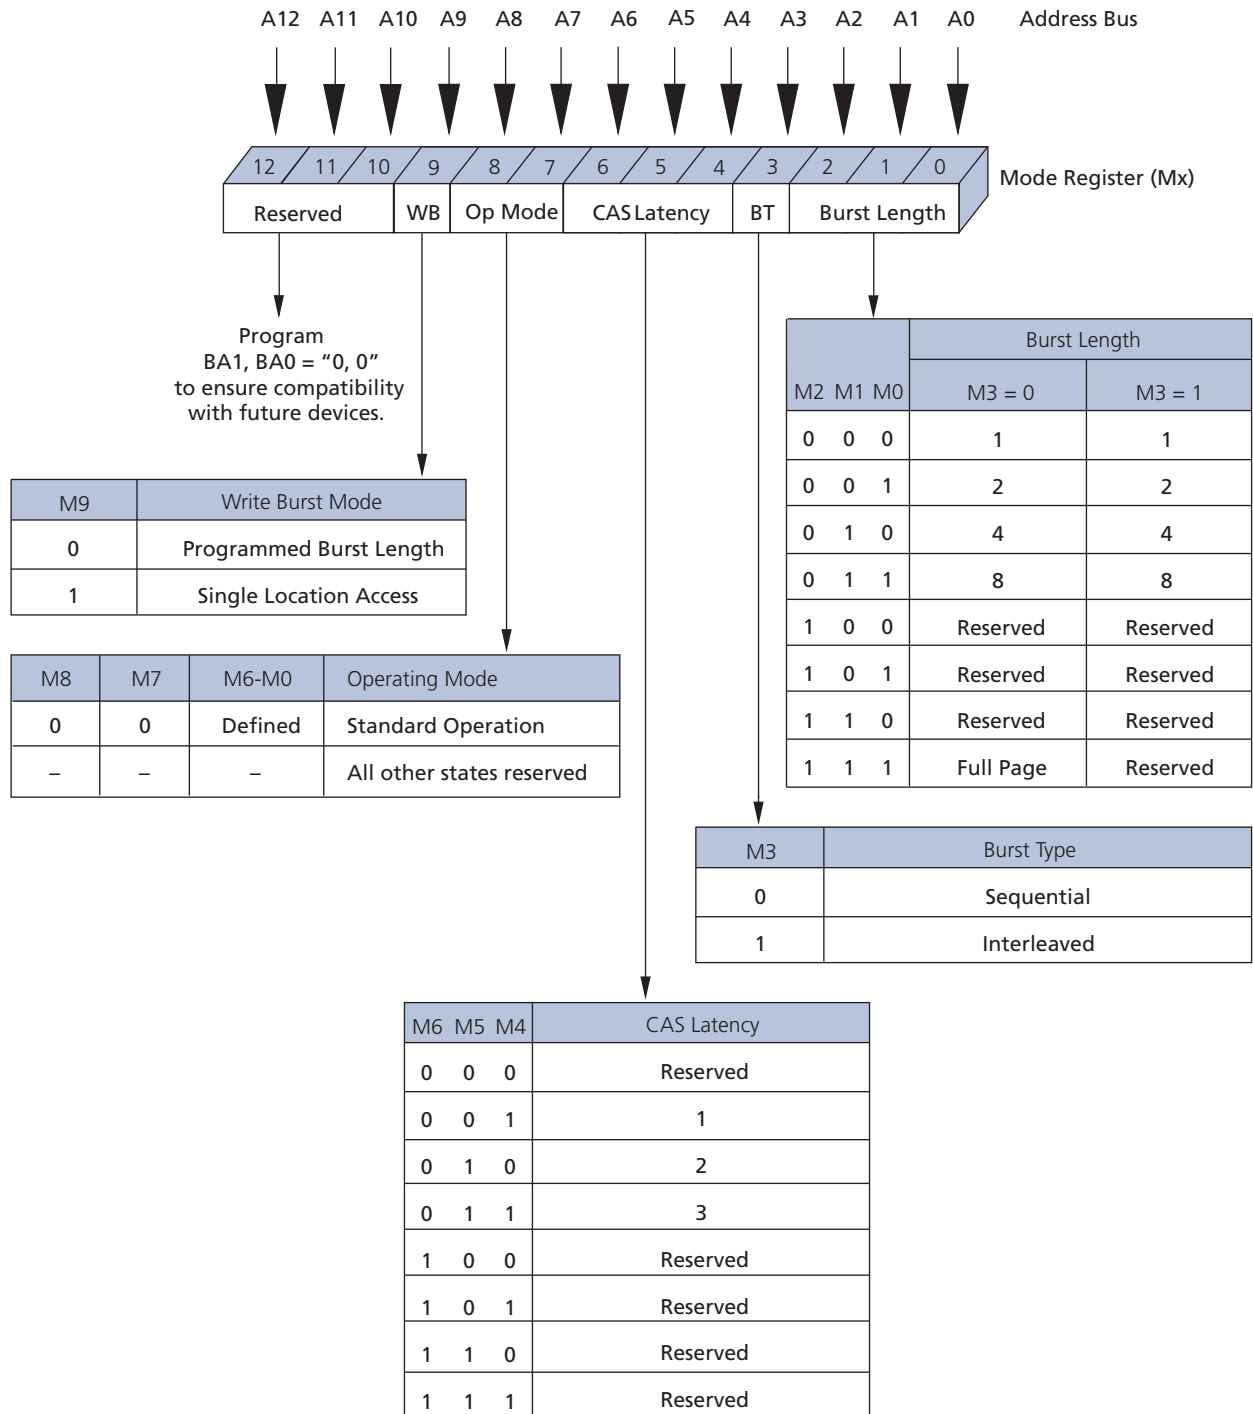 A12 A11 A10 A9 A8 A7 A6 A5 A4 A3 A2 A1 A0 Address Bus
12 11 10 9 8 7 6 5 4 3 2 1 0
Mode Register (Mx)
Reserved WB Op Mode CAS Latency BT Burst Length
Program
BA1, BA0 = “0, 0”
to ensure compatibility
with future devices.
Burst Length
M2 M1 M0 M3 = 0 M3 = 1
0 0 0 1 1
0 0 1 2 2
0 1 0 4 4
0 1 1 8 8
1 0 0 Reserved Reserved
1 0 1 Reserved Reserved
1 1 0 Reserved Reserved
1 1 1 Full Page Reserved
M9 Write Burst Mode
0 Programmed Burst Length
1 Single Location Access
M8 M7 M6-M0 Operating Mode
0 0 Defined Standard Operation
– – – All other states reserved
M3 Burst Type
0 Sequential
1 Interleaved
M6 M5 M4 CAS Latency
0 0 0 Reserved
0 0 1 1
0 1 0 2
0 1 1 3
1 0 0 Reserved
1 0 1 Reserved
1 1 0 Reserved
1 1 1 Reserved